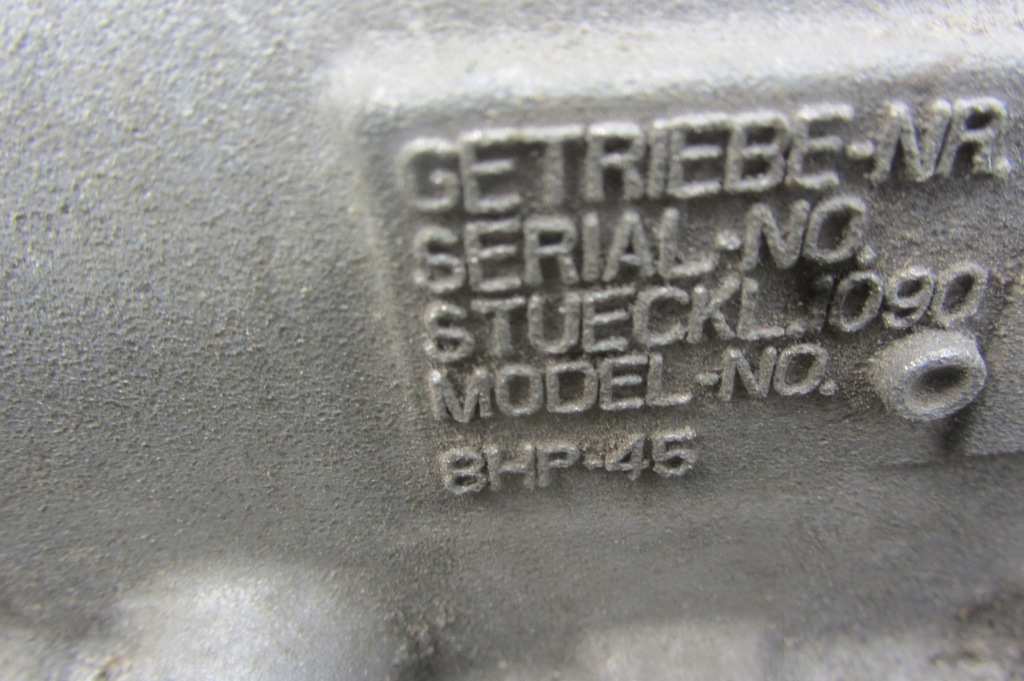 GETRIEBE-NR.
SERIAL-NO.
STUECKL.1090
MODEL-NO.
8HP-45